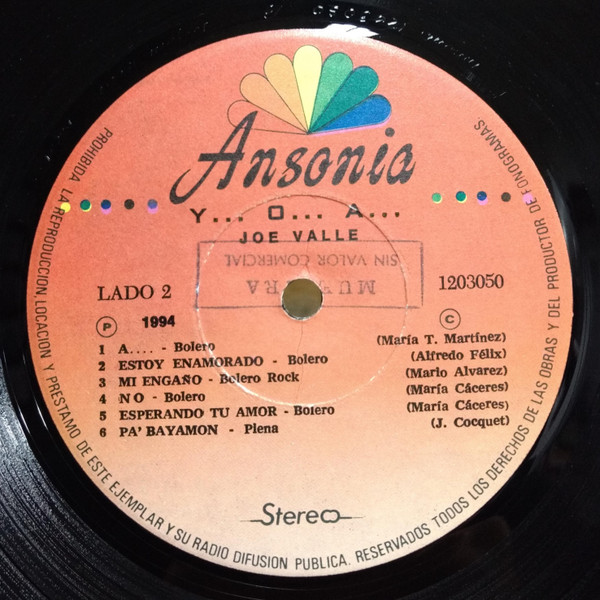 Ansonia
Y... O... A...
JOE VALLE
MUESTRA
SIN VALOR COMERCIAL
LADO 2
1203050
P 1994
C
1 A.... - Bolero (María T. Martínez)
2 ESTOY ENAMORADO - Bolero (Alfredo Félix)
3 MI ENGAÑO - Bolero Rock (Mario Alvarez)
4 NO - Bolero (María Cáceres)
5 ESPERANDO TU AMOR - Bolero (María Cáceres)
6 PA' BAYAMON - Plena (J. Cocquet)
Stereo
PROHIBIDA LA REPRODUCCION, LOCACION Y PRESTAMO DE ESTE EJEMPLAR Y SU RADIO DIFUSION PUBLICA. RESERVADOS TODOS LOS DERECHOS DE LAS OBRAS Y DEL PRODUCTOR DE FONOGRAMAS